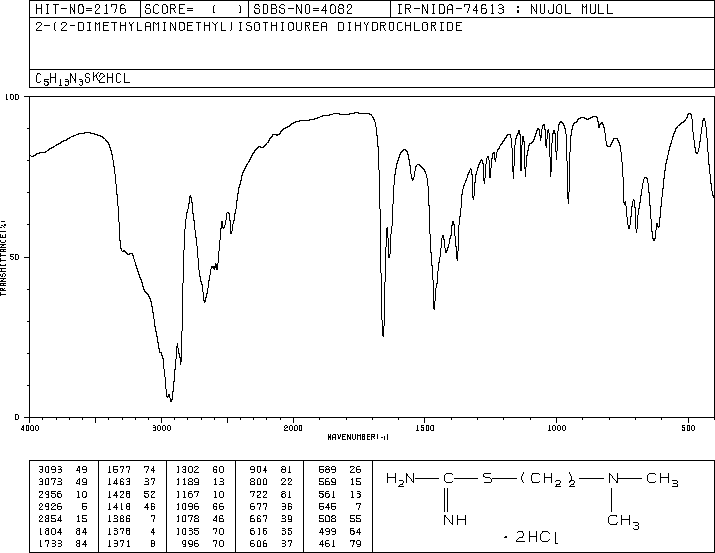 HIT-NO=2176 SCORE= ( ) SDBS-NO=4082 IR-NIDA-74613 : NUJOL MULL
2-(2-DIMETHYLAMINOETHYL)ISOTHIOUREA DIHYDROCHLORIDE
C5H13N3S·2HCL
100
50
0
TRANSMITTANCE(%)
4000 3000 2000 1500 1000 500
WAVENUMBER(-1)
3093 49 1577 74 1302 60 904 81 589 26
3073 49 1463 37 1189 13 800 22 569 15
2956 10 1428 52 1167 10 722 81 561 13
2926 6 1418 46 1096 66 677 36 545 7
2854 15 1386 7 1078 46 667 39 508 55
1804 84 1378 4 1035 70 616 35 499 64
1733 84 1371 8 996 70 606 37 461 79
H2N C S (CH2)2 N CH3
NH CH3
· 2HCl